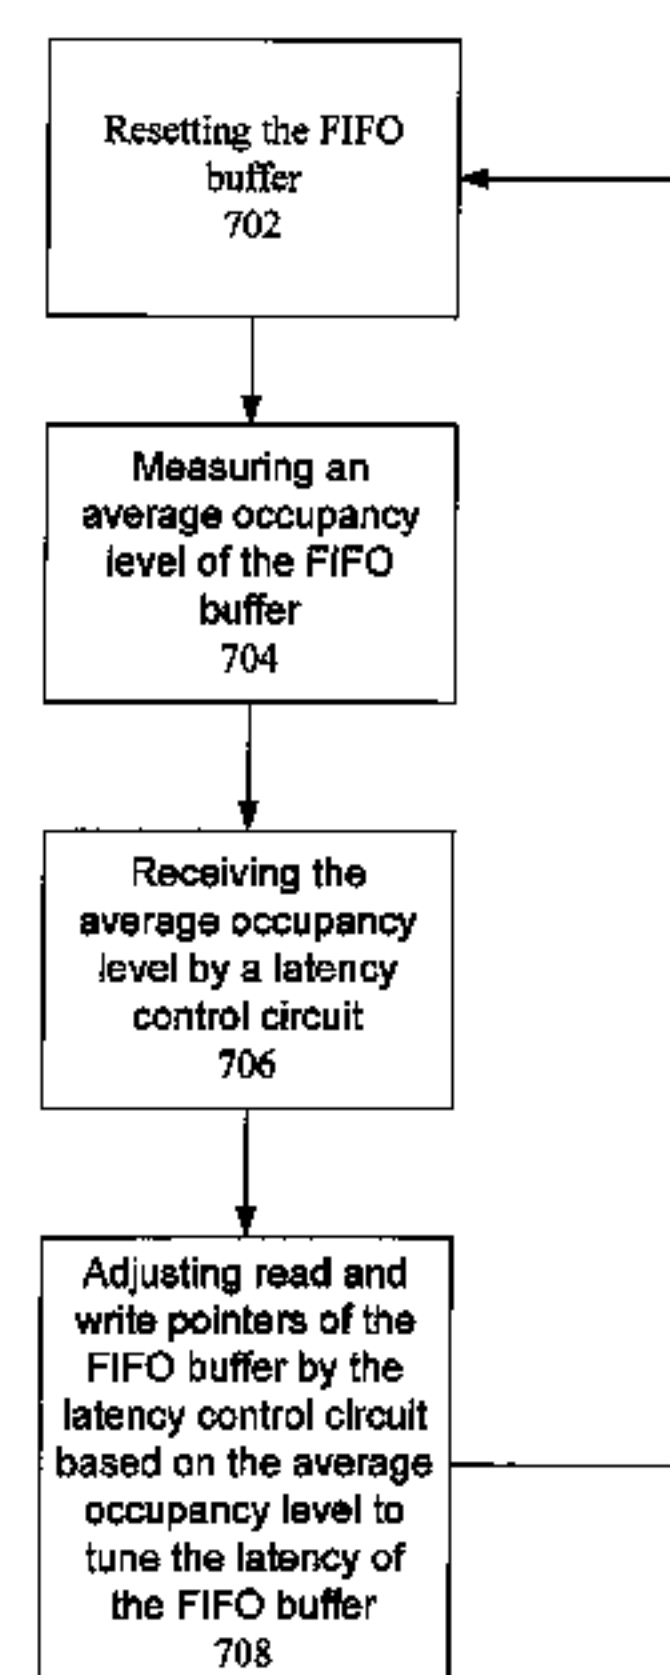 Resetting the FIFO
buffer
702
Measuring an
average occupancy
level of the FIFO
buffer
704
Receiving the
average occupancy
level by a latency
control circuit
706
Adjusting read and
write pointers of the
FIFO buffer by the
latency control circuit
based on the average
occupancy level to
tune the latency of
the FIFO buffer
708